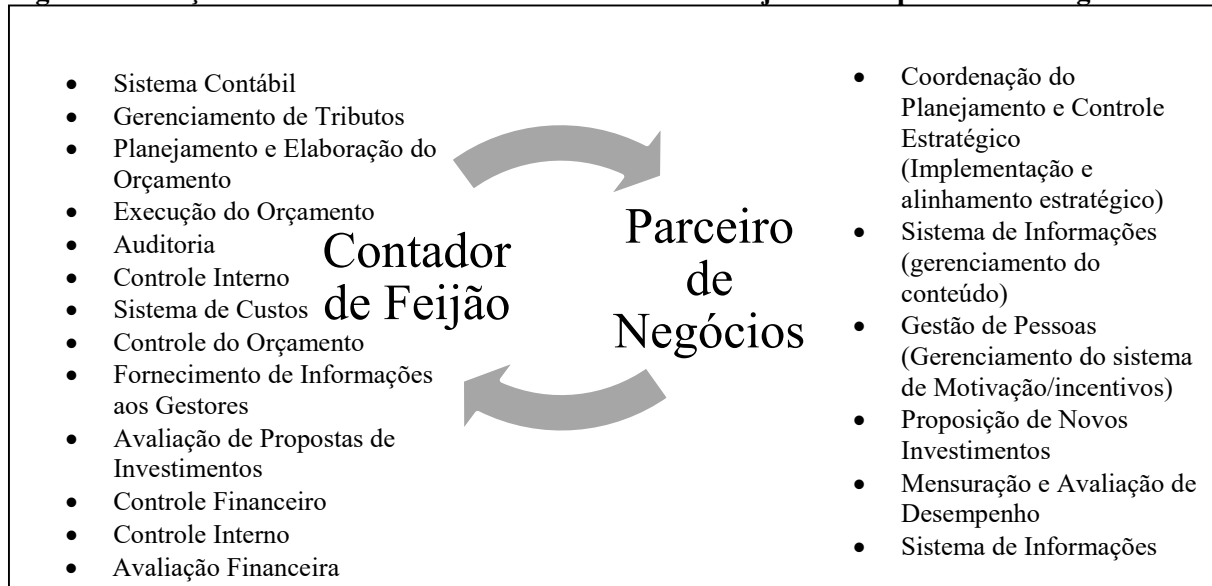 • Sistema Contábil
• Gerenciamento de Tributos
• Planejamento e Elaboração do
Orçamento
• Execução do Orçamento
• Auditoria
• Controle Interno
• Sistema de Custos
• Controle do Orçamento
• Fornecimento de Informações
aos Gestores
• Avaliação de Propostas de
Investimentos
• Controle Financeiro
• Controle Interno
• Avaliação Financeira
Contador
de Feijão
Parceiro
de
Negócios
• Coordenação do
Planejamento e Controle
Estratégico
(Implementação e
alinhamento estratégico)
• Sistema de Informações
(gerenciamento do
conteúdo)
• Gestão de Pessoas
(Gerenciamento do sistema
de Motivação/incentivos)
• Proposição de Novos
Investimentos
• Mensuração e Avaliação de
Desempenho
• Sistema de Informações